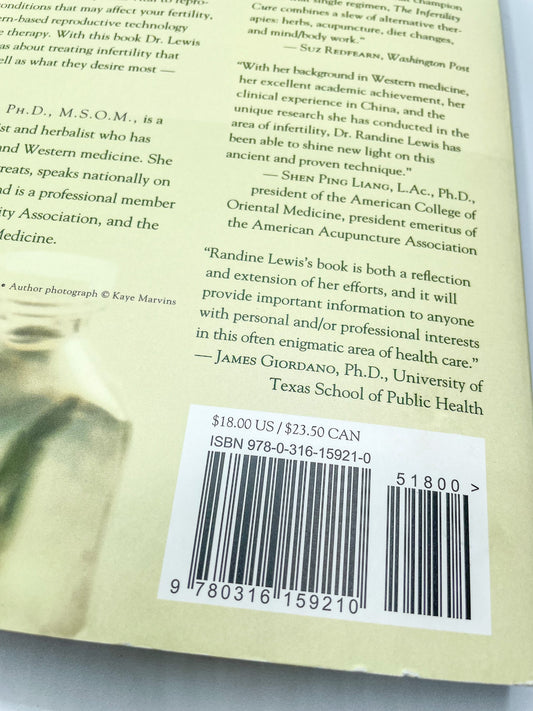 onditions that may affect your fertility,
ern-based reproductive technology
e therapy. With this book Dr. Lewis
as about treating infertility that
ell as what they desire most —
PH.D., M.S.O.M., is a
ist and herbalist who has
nd Western medicine. She
reats, speaks nationally on
nd is a professional member
ity Association, and the
Medicine.
• Author photograph © Kaye Marvins
that single regimen, The Infertility
Cure combines a slew of alternative ther-
apies: herbs, acupuncture, diet changes,
and mind/body work."
— SUZ REDFEARN, Washington Post
"With her background in Western medicine,
her excellent academic achievement, her
clinical experience in China, and the
unique research she has conducted in the
area of infertility, Dr. Randine Lewis has
been able to shine new light on this
ancient and proven technique."
— SHEN PING LIANG, L.Ac., Ph.D.,
president of the American College of
Oriental Medicine, president emeritus of
the American Acupuncture Association
"Randine Lewis's book is both a reflection
and extension of her efforts, and it will
provide important information to anyone
with personal and/or professional interests
in this often enigmatic area of health care."
— JAMES GIORDANO, Ph.D., University of
Texas School of Public Health
$18.00 US / $23.50 CAN
ISBN 978-0-316-15921-0
51800 >
9 780316 159210